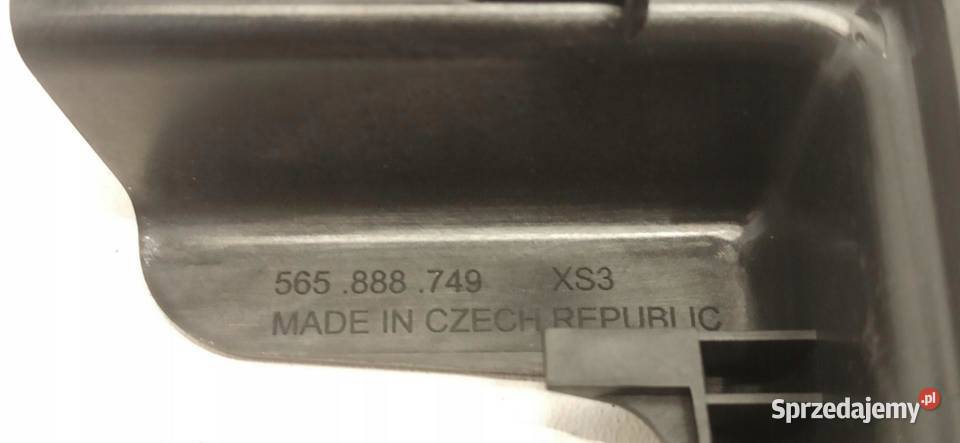 565 .888 .749 XS3
MADE IN CZECH REPUBLIC
Sprzedajemy.pl